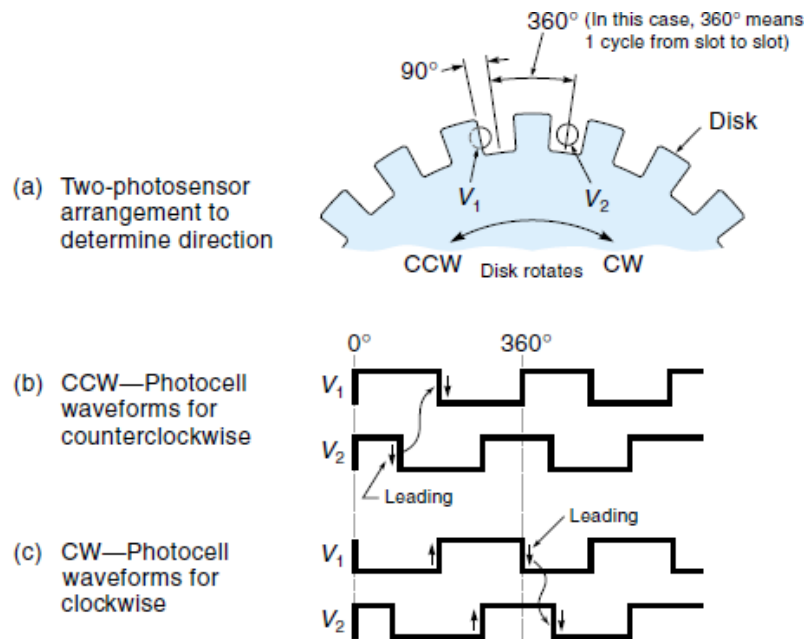 360° (In this case, 360° means
1 cycle from slot to slot)
90°
Disk
(a) Two-photosensor
arrangement to
determine direction
V1
V2
CCW
Disk rotates
CW
0°
360°
(b) CCW—Photocell
waveforms for
counterclockwise
V1
V2
Leading
Leading
(c) CW—Photocell
waveforms for
clockwise
V1
V2